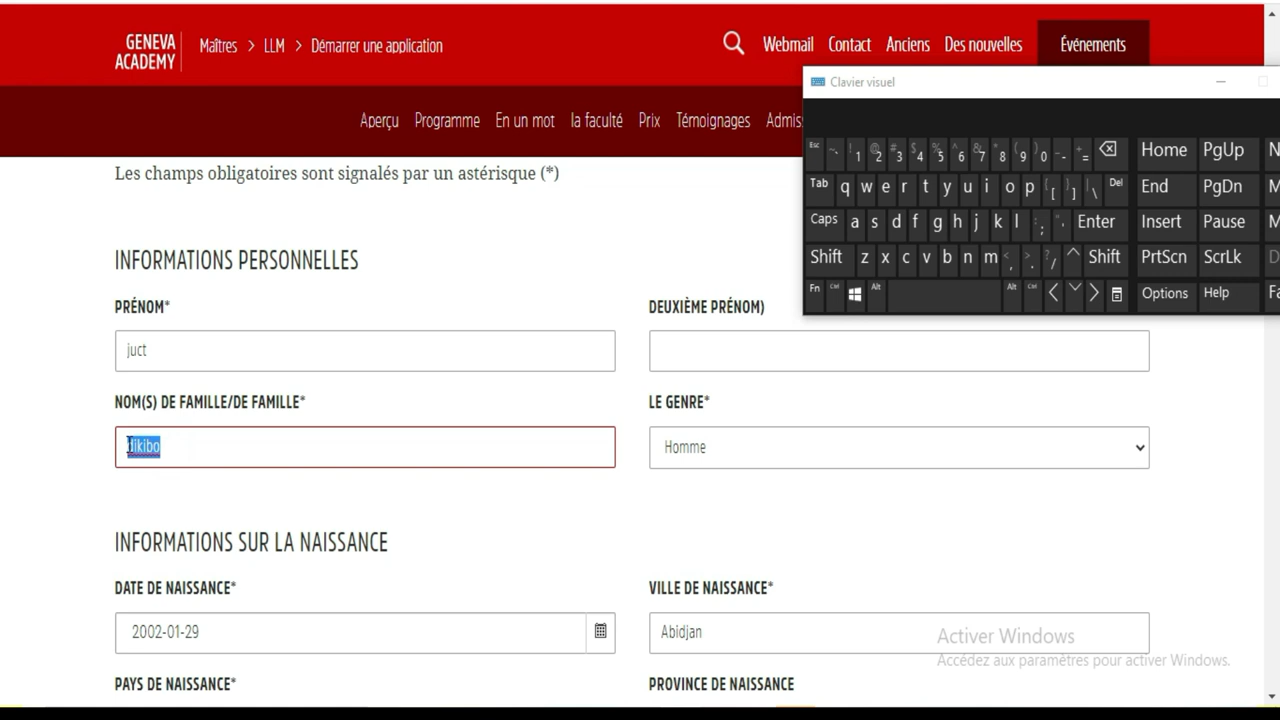 GENEVA
ACADEMY
Maîtres > LLM > Démarrer une application
Webmail Contact Anciens Des nouvelles Événements
Aperçu Programme En un mot la faculté Prix Témoignages Admiss
Clavier visuel
Esc ~ ` ! 1 @ 2 # 3 $ 4 % 5 ^ 6 & 7 * 8 ( 9 ) 0 _ - + = Home PgUp
Tab q w e r t y u i o p { [ } ] | \ Del End PgDn
Caps a s d f g h j k l : ; " ' Enter Insert Pause
Shift z x c v b n m < , > . ? / Shift PrtScn ScrLk
Fn Ctrl Alt Alt Ctrl Options Help
Les champs obligatoires sont signalés par un astérisque (*)
INFORMATIONS PERSONNELLES
PRÉNOM* DEUXIÈME PRÉNOM)
juct
NOM(S) DE FAMILLE/DE FAMILLE* LE GENRE*
dikibo Homme
INFORMATIONS SUR LA NAISSANCE
DATE DE NAISSANCE* VILLE DE NAISSANCE*
2002-01-29 Abidjan
Activer Windows
Accédez aux paramètres pour activer Windows.
PAYS DE NAISSANCE* PROVINCE DE NAISSANCE